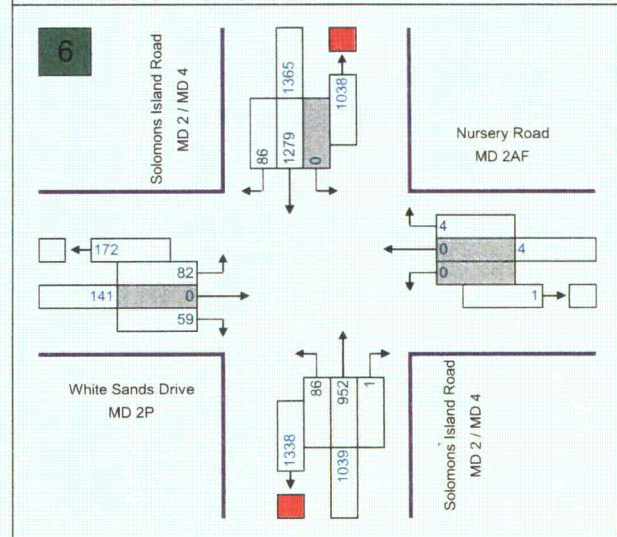 6
Solomons Island Road
MD 2 / MD 4
1365
1038
86
1279
0
Nursery Road
MD 2AF
172
82
141
0
59
4
0
4
0
1
White Sands Drive
MD 2P
86
952
1
1338
1039
Solomons Island Road
MD 2 / MD 4